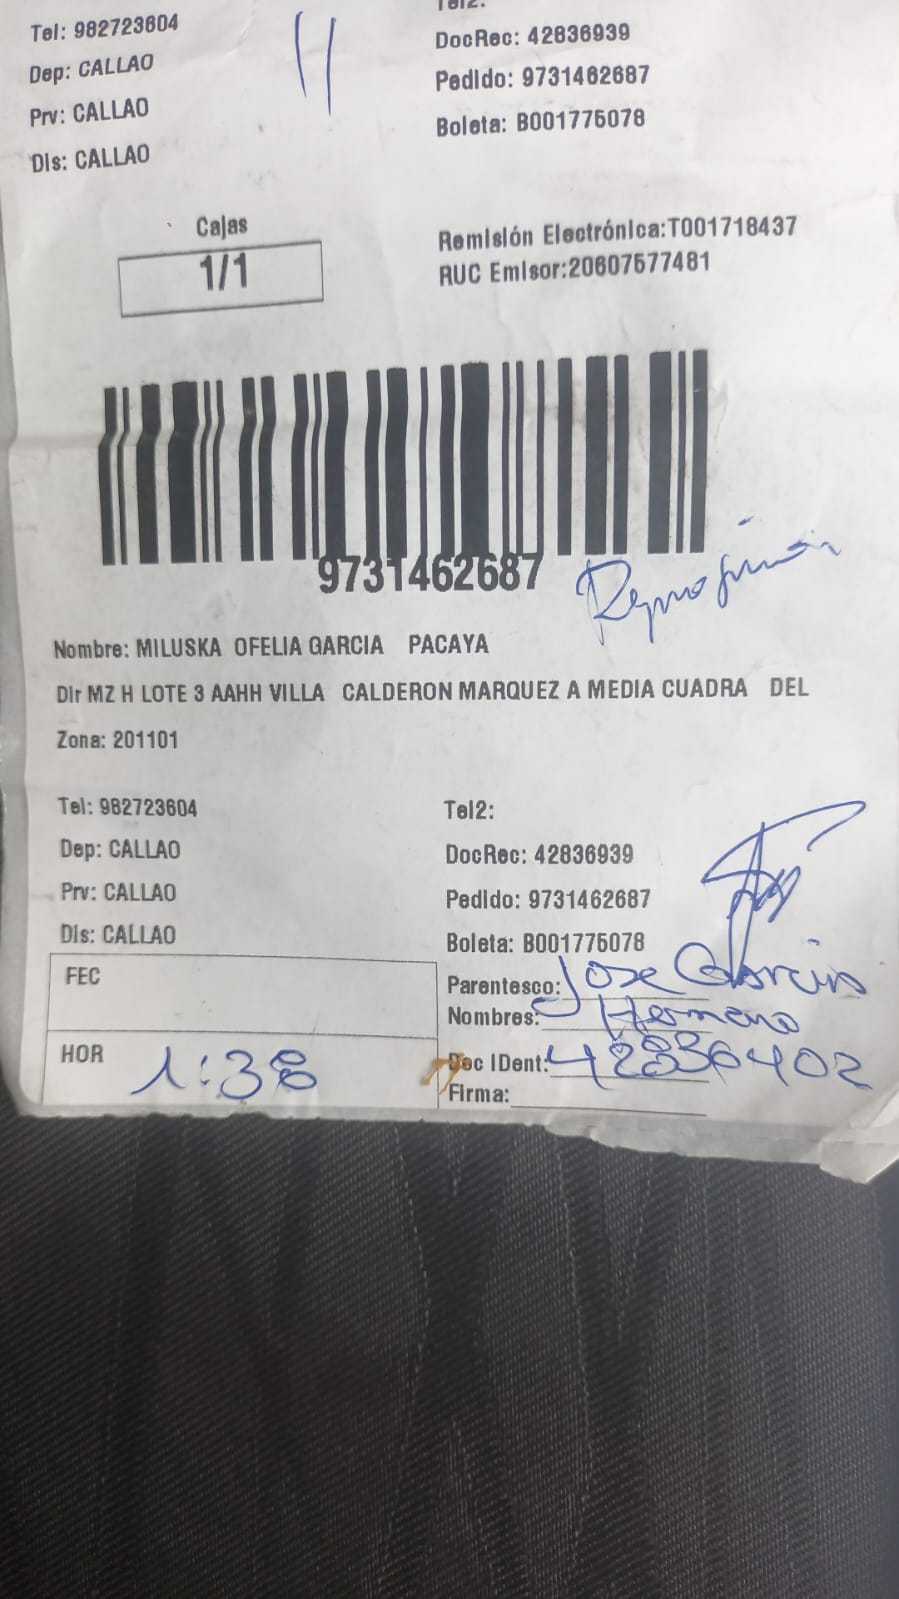 Tel: 982723604
Tel2:
Dep: CALLAO
DocRec: 42836939
Prv: CALLAO
Pedido: 9731462687
Dis: CALLAO
Boleta: B001775078
Cajas
1/1
Remisión Electrónica:T001718437
RUC Emisor:20607577481
9731462687
Nombre: MILUSKA OFELIA GARCIA PACAYA
Dir MZ H LOTE 3 AAHH VILLA CALDERON MARQUEZ A MEDIA CUADRA DEL
Zona: 201101
Tel: 982723604
Tel2:
Dep: CALLAO
DocRec: 42836939
Prv: CALLAO
Pedido: 9731462687
Dis: CALLAO
Boleta: B001775078
FEC
Parentesco: Jose Garcia
Nombres: Hermano
HOR 1:38
Doc IDent:
Firma: